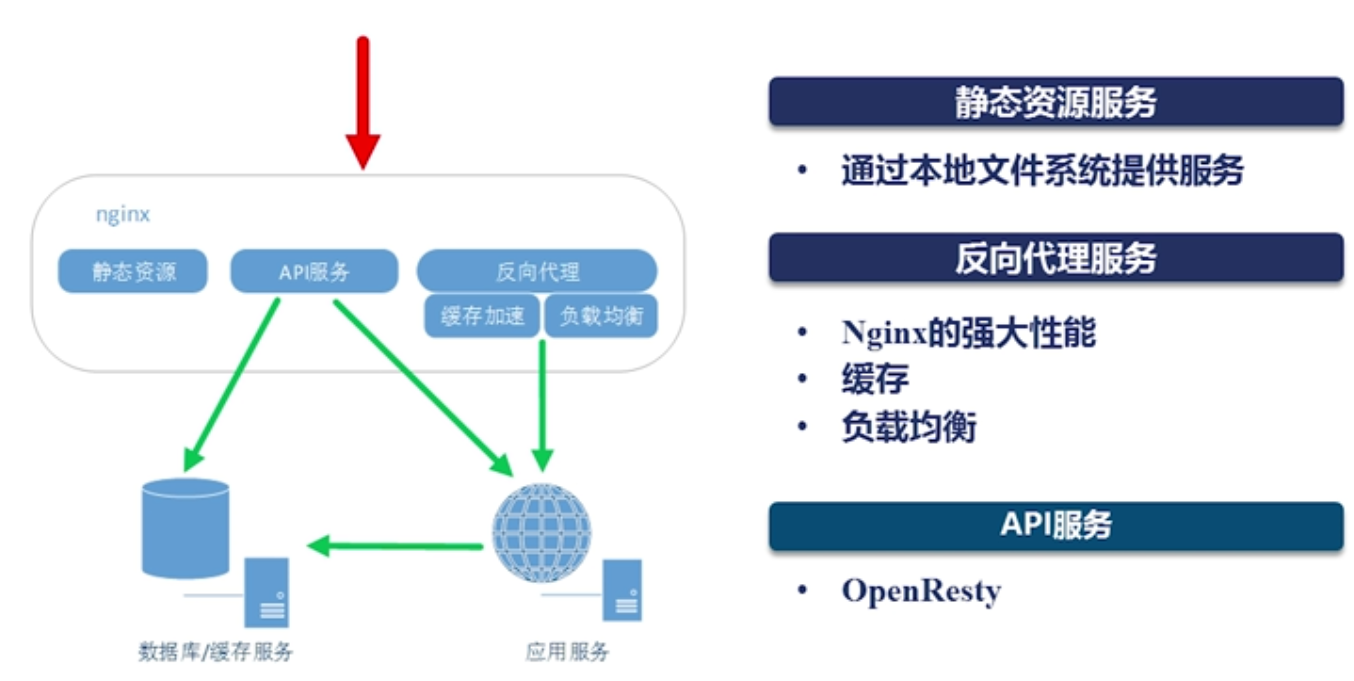 nginx
静态资源
API服务
反向代理
缓存加速
负载均衡
数据库/缓存服务
应用服务
静态资源服务
• 通过本地文件系统提供服务
反向代理服务
• Nginx的强大性能
• 缓存
• 负载均衡
API服务
• OpenResty